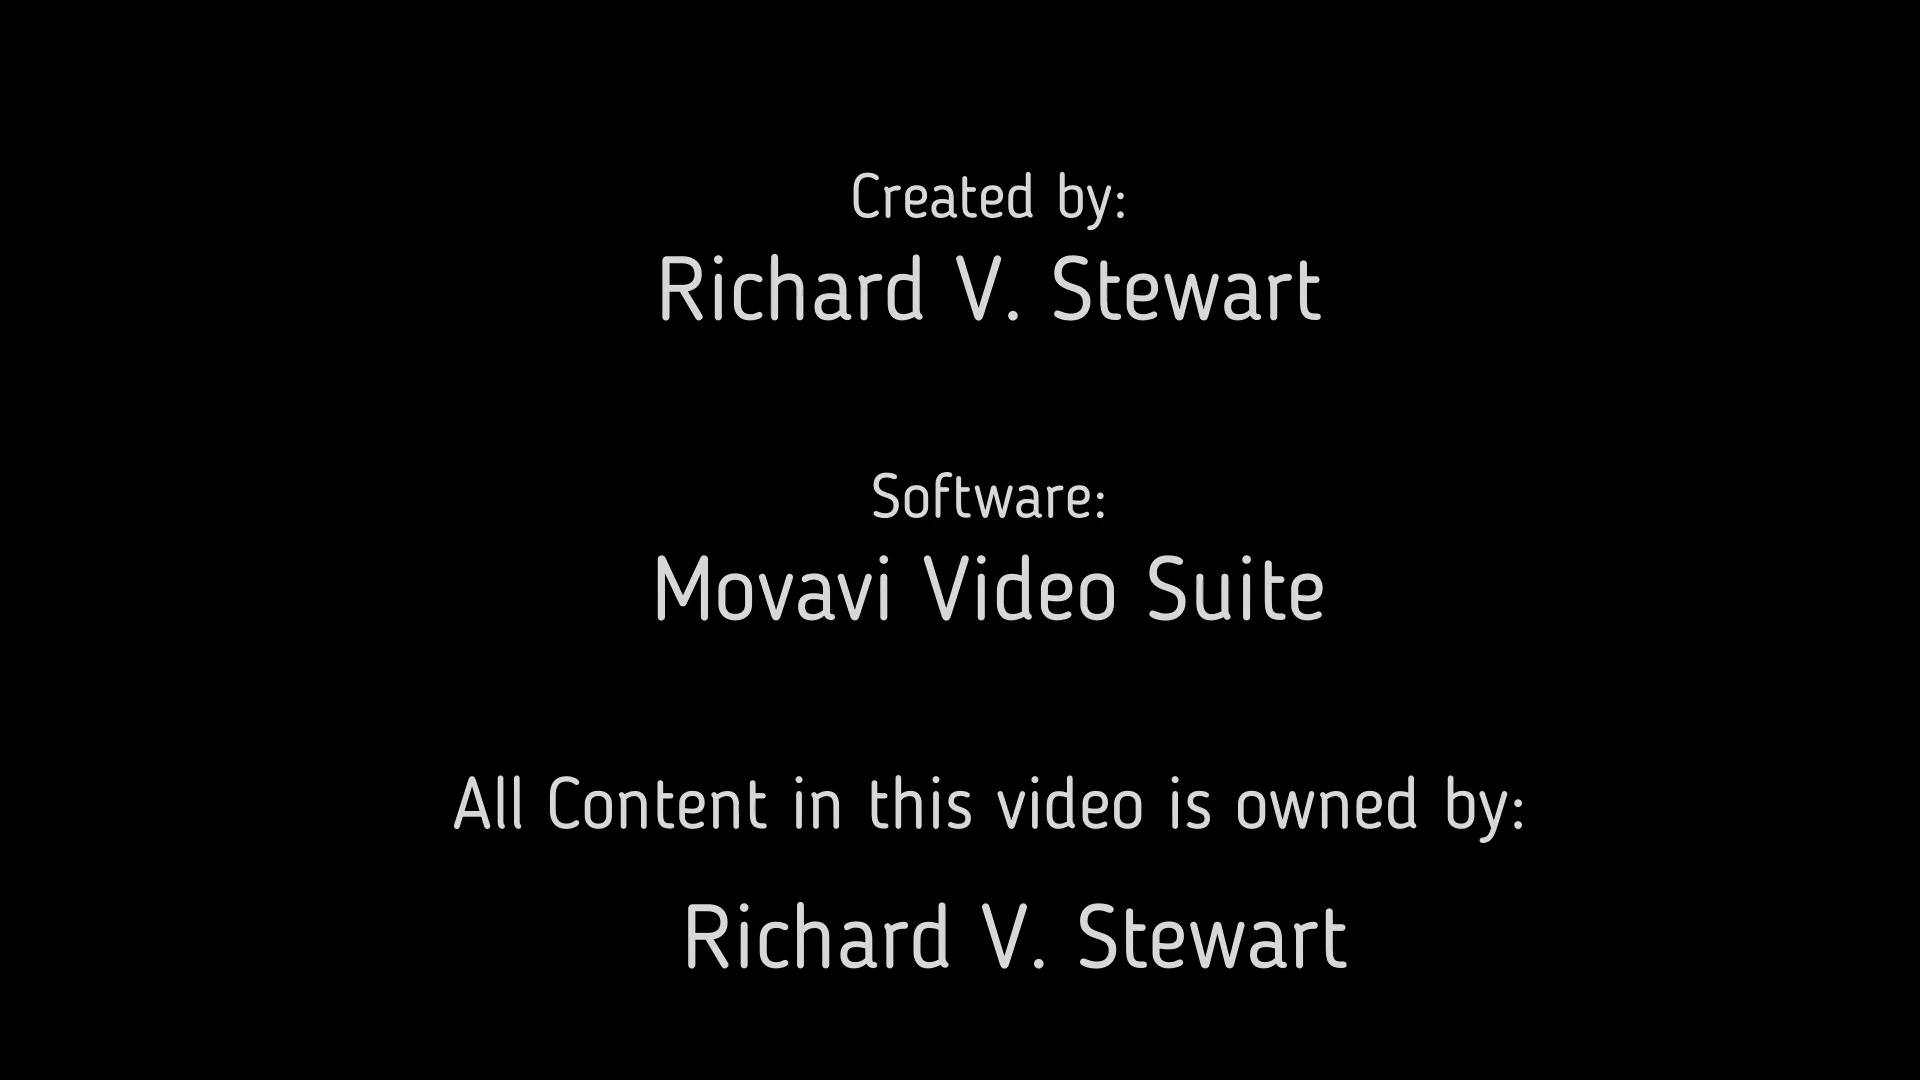 Created by:
Richard V. Stewart
Software:
Movavi Video Suite
All Content in this video is owned by:
Richard V. Stewart